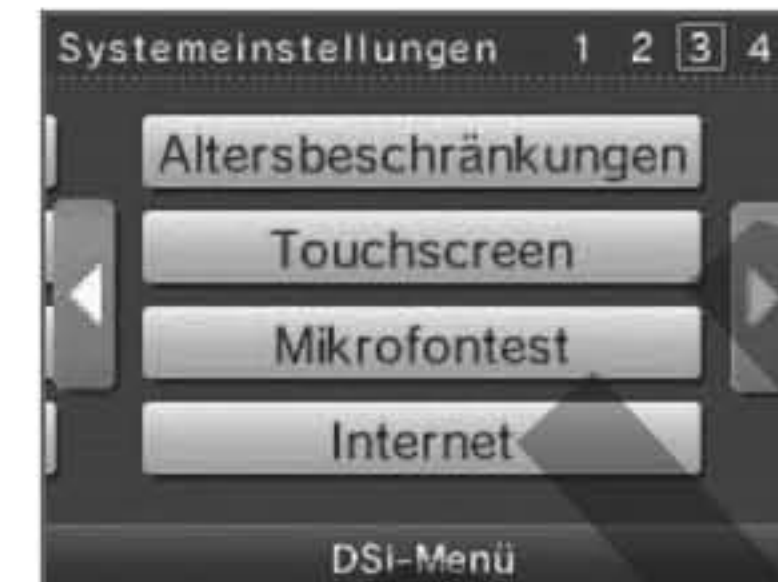 Systemeinstellungen 1 2 3 4
Altersbeschränkungen
Touchscreen
Mikrofontest
Internet
DSi-Menü